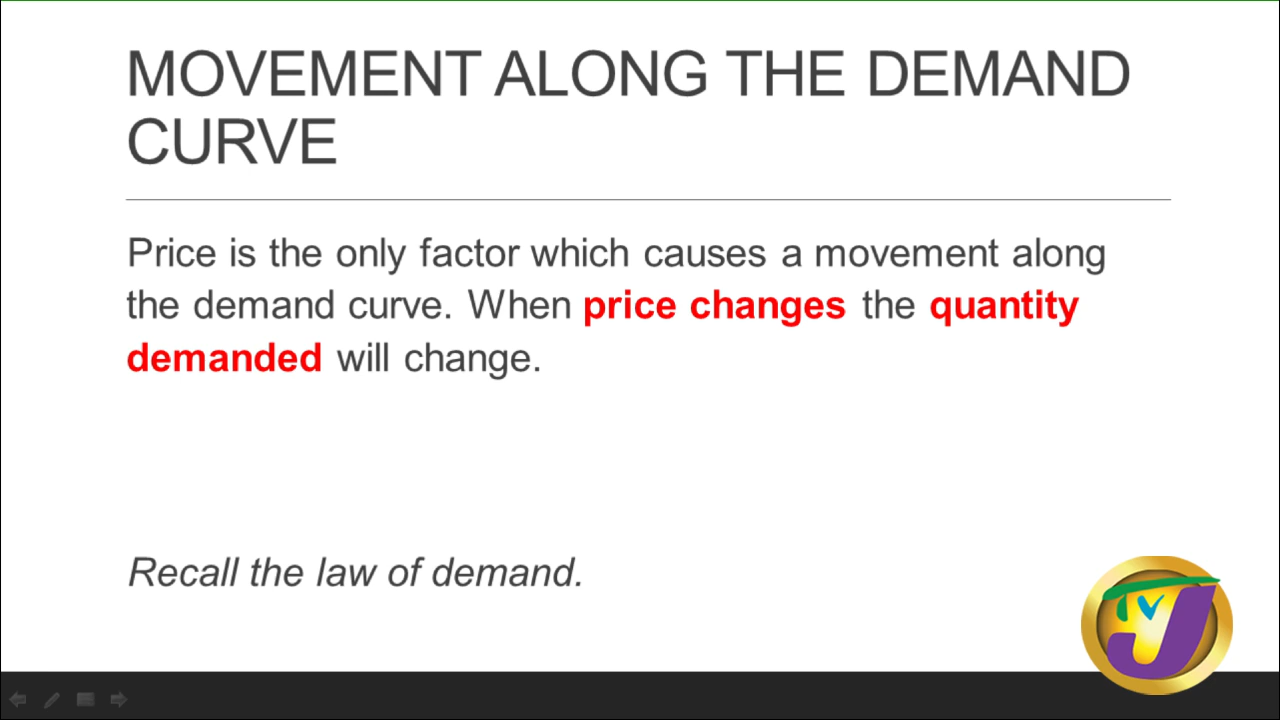 MOVEMENT ALONG THE DEMAND
CURVE
Price is the only factor which causes a movement along
the demand curve. When price changes the quantity
demanded will change.
Recall the law of demand.
TVJ